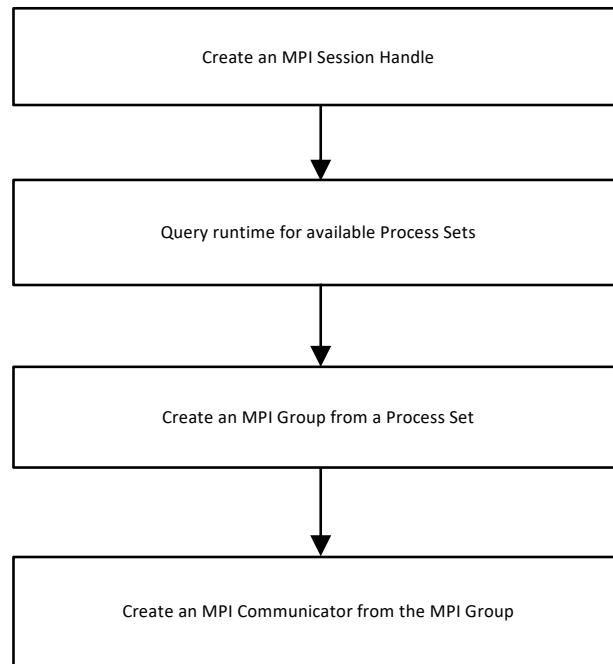 Create an MPI Session Handle
Query runtime for available Process Sets
Create an MPI Group from a Process Set
Create an MPI Communicator from the MPI Group